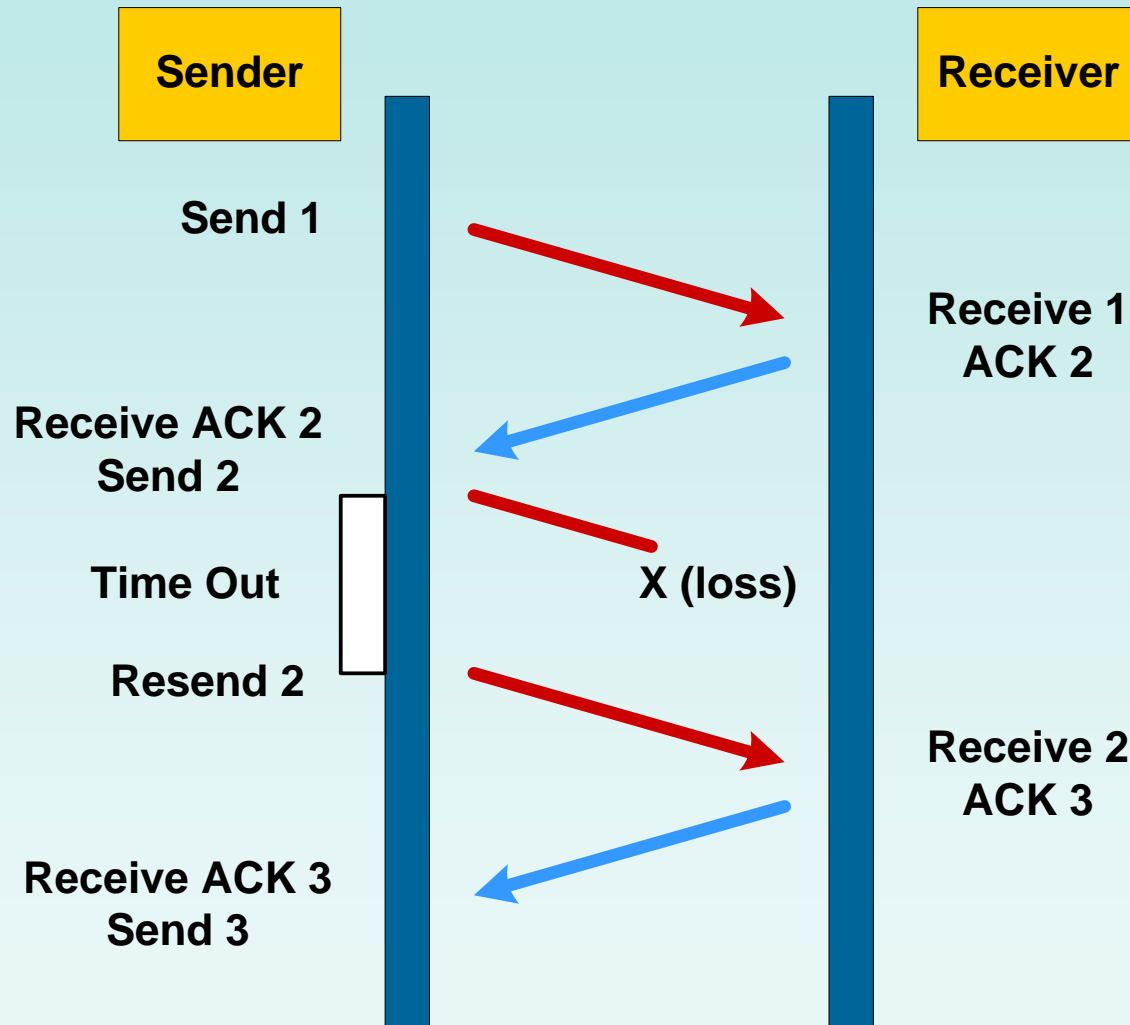 Sender
Receiver
Send 1
Receive 1
ACK 2
Receive ACK 2
Send 2
Time Out
X (loss)
Resend 2
Receive 2
ACK 3
Receive ACK 3
Send 3